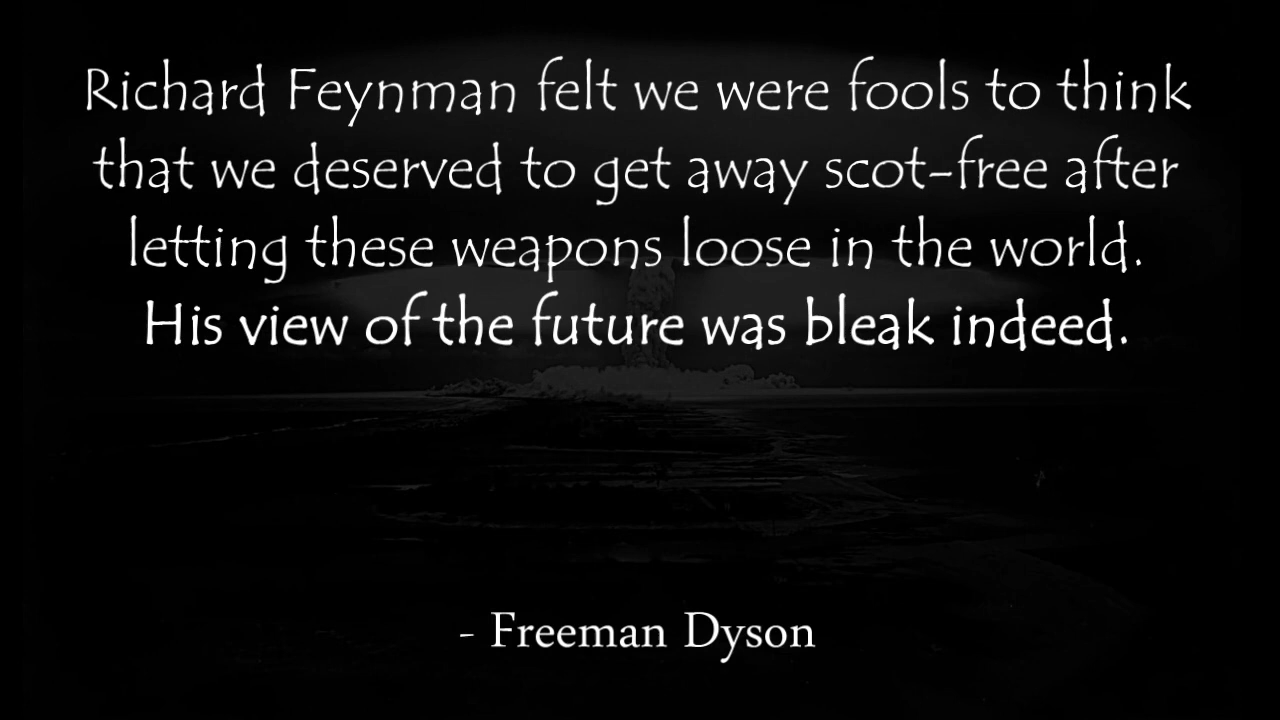 Richard Feynman felt we were fools to think
that we deserved to get away scot-free after
letting these weapons loose in the world.
His view of the future was bleak indeed.
- Freeman Dyson